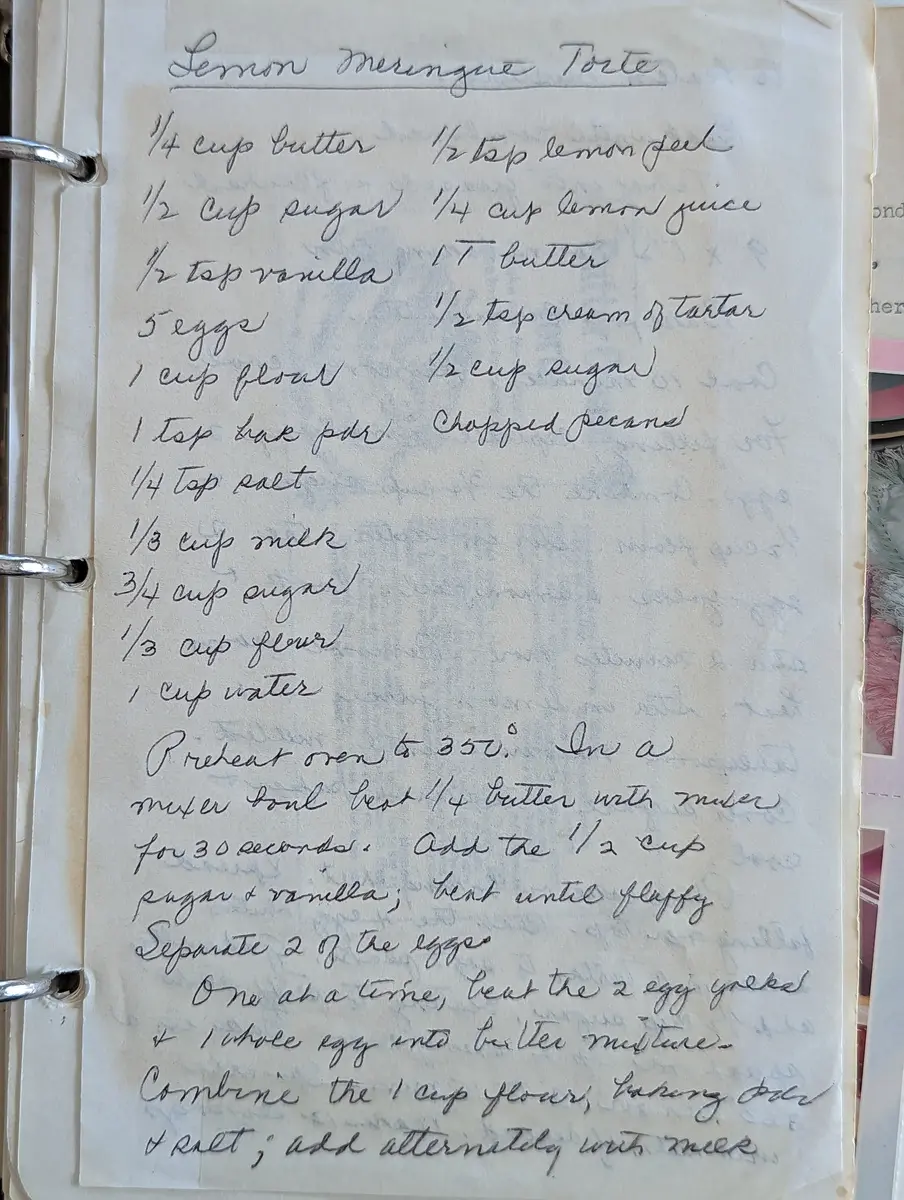 Lemon Meringue Torte
1/4 cup butter
1/2 cup sugar
1/2 tsp vanilla
5 eggs
1 cup flour
1 tsp bak pdr
1/4 tsp salt
1/3 cup milk
3/4 cup sugar
1/3 cup flour
1 cup water
1/2 tsp lemon peel
1/4 cup lemon juice
1 T butter
1/2 tsp cream of tartar
1/2 cup sugar
Chopped pecans
Preheat oven to 350°. In a
mixer bowl beat 1/4 butter with mixer
for 30 seconds. Add the 1/2 cup
sugar + vanilla; beat until fluffy
Separate 2 of the eggs.
One at a time, beat the 2 egg yolks
+ 1 whole egg into butter mixture.
Combine the 1 cup flour, baking pdr
+ salt; add alternately with milk
ond
,
her